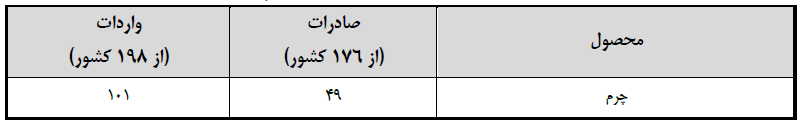 محصول
صادرات
(از ۱۷۶ کشور)
واردات
(از ۱۹۸ کشور)
چرم
۴۹
۱۰۱